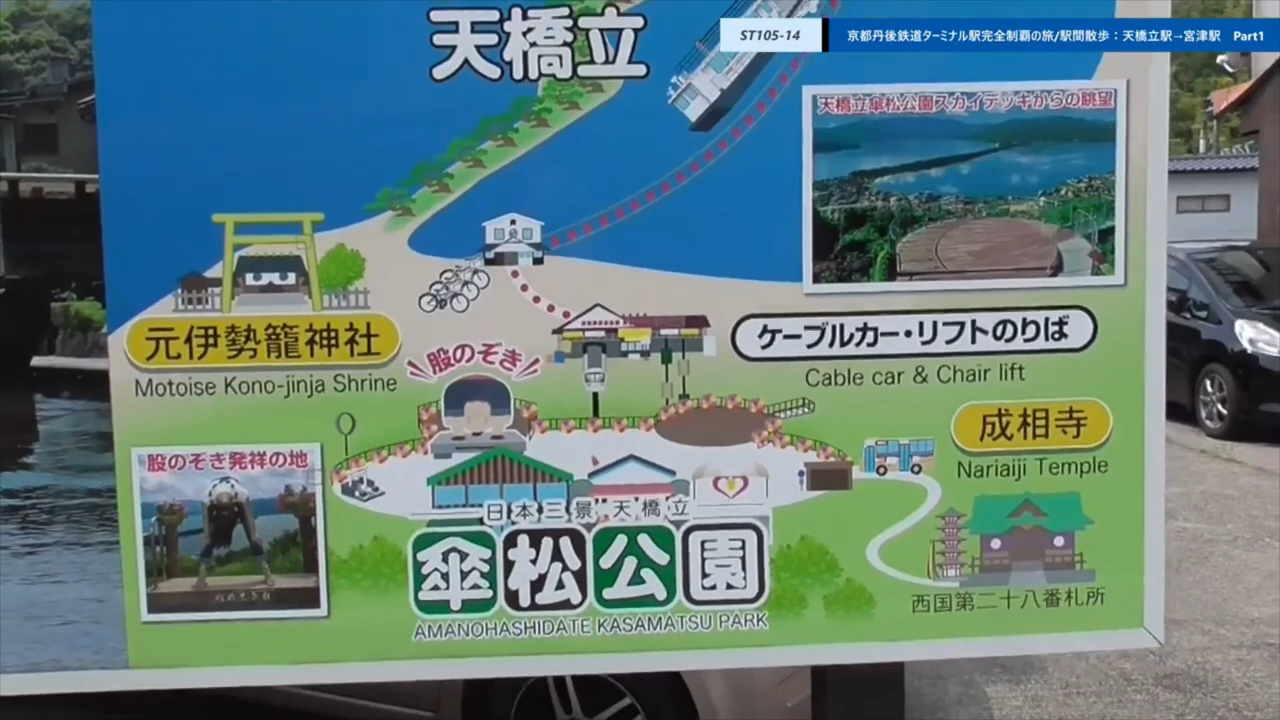 ST105-14
京都丹後鉄道ターミナル駅完全制覇の旅/駅間散歩：天橋立駅→宮津駅 Part1
天橋立
天橋立傘松公園スカイデッキからの眺望
元伊勢籠神社
Motoise Kono-jinja Shrine
ケーブルカー・リフトのりば
Cable car & Chair lift
股のぞき
成相寺
Nariaiji Temple
股のぞき発祥の地
日本三景 天橋立
傘松公園
AMANOHASHIDATE KASAMATSU PARK
西国第二十八番札所